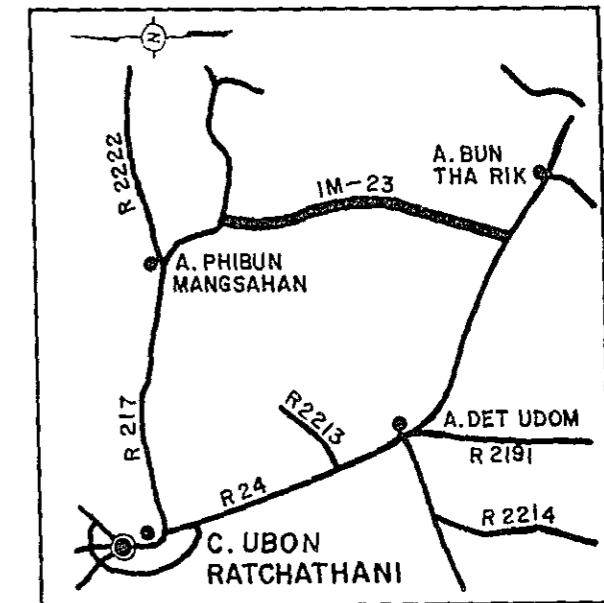 N
R 2222
A. BUN
THA RIK
IM-23
A. PHIBUN
MANGSAHAN
R 217
R2213
A. DET UDOM
R 2191
R 24
R 2214
C. UBON
RATCHATHANI